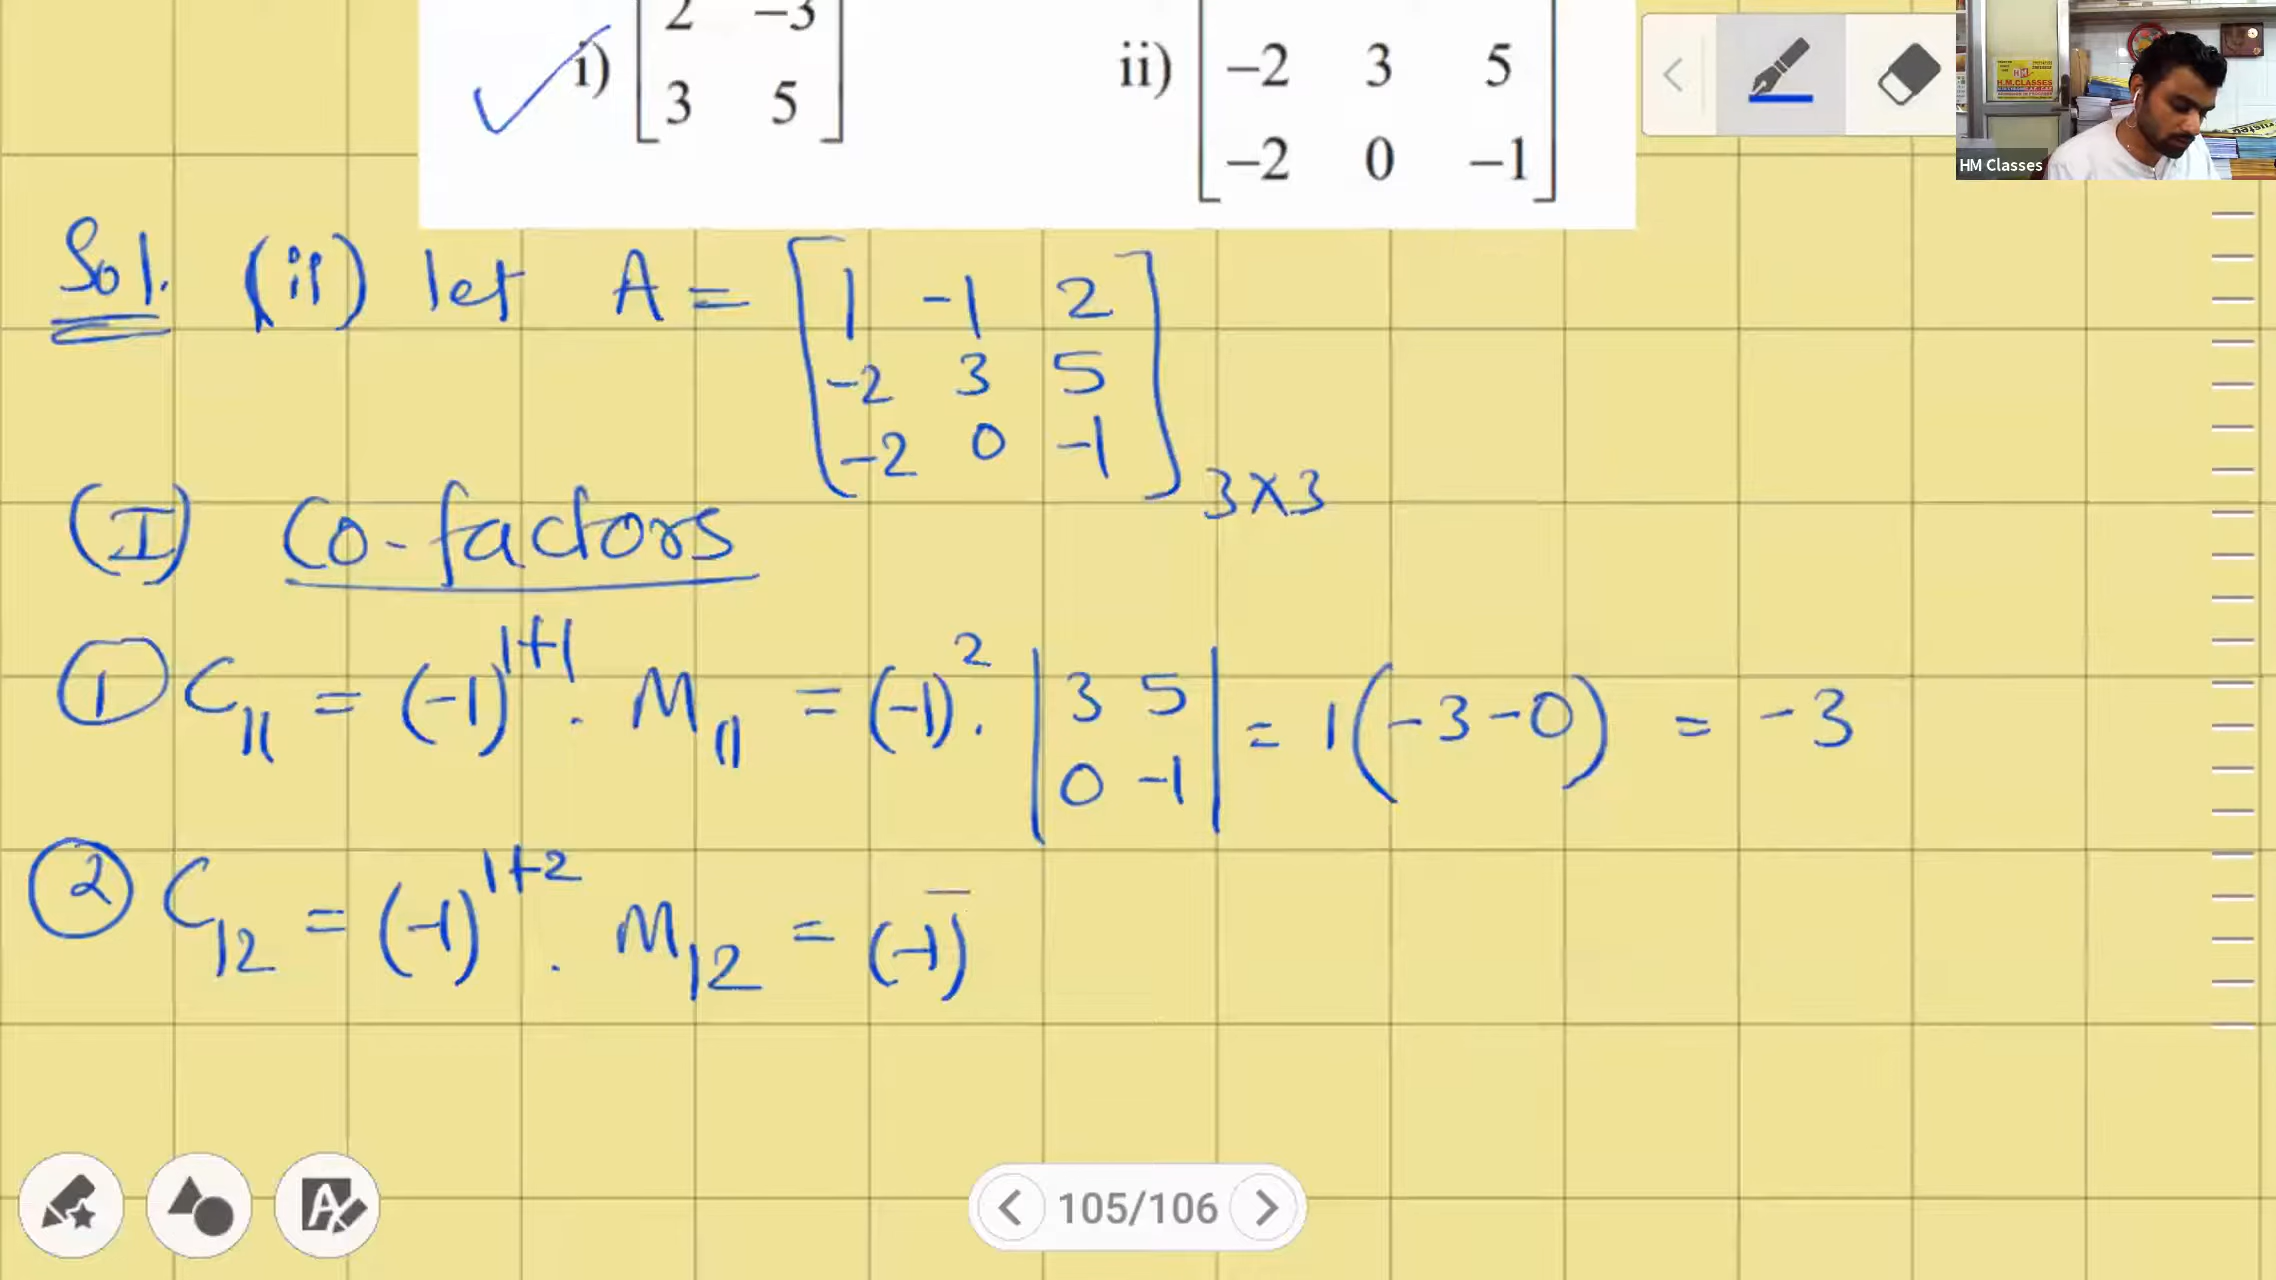 i) [2 -3
3 5]
ii) [-2 3 5
-2 0 -1]
HM Classes
Sol. (ii) let A = [1 -1 2
-2 3 5
-2 0 -1] 3×3
(I) Co-factors
① C11 = (-1)^1+1 . M11 = (-1)^2 . |3 5
0 -1| = 1(-3-0) = -3
② C12 = (-1)^1+2 . M12 = (-1)
105/106